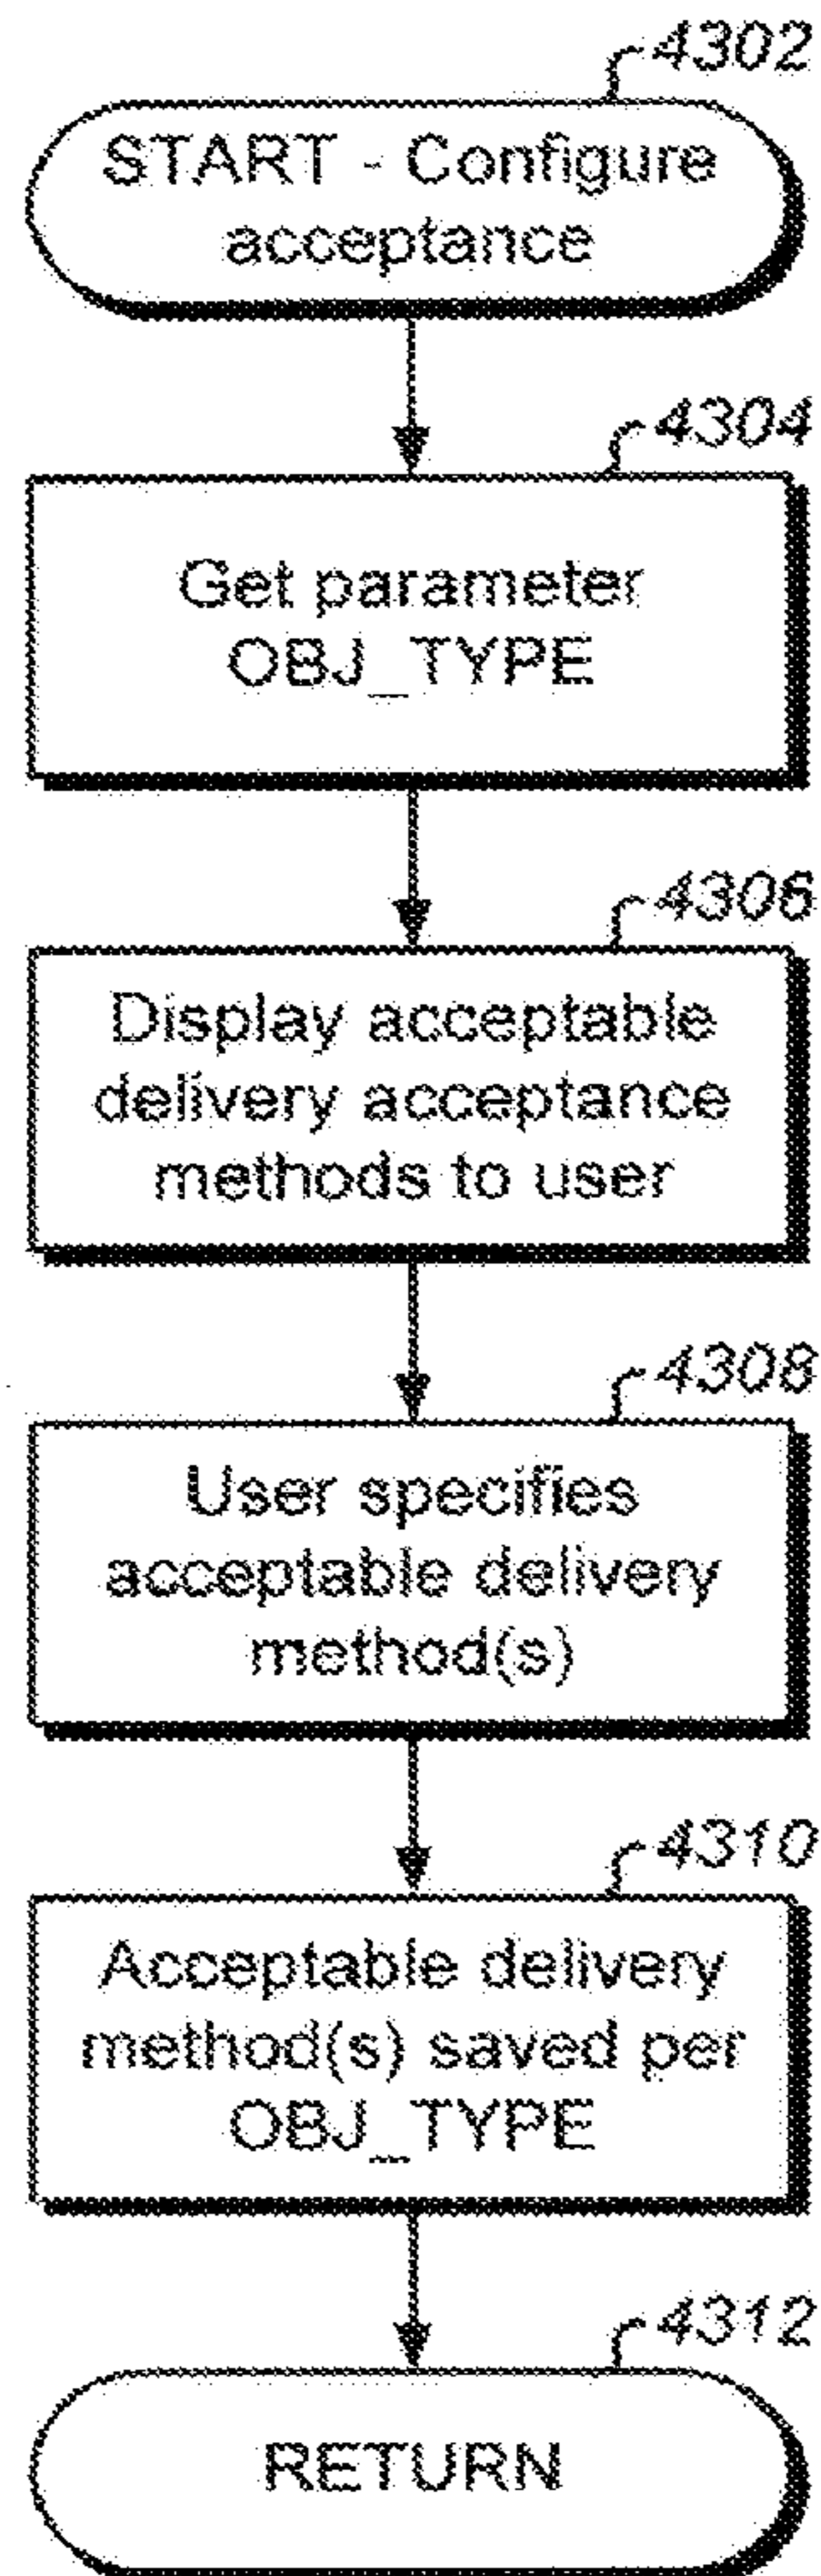 4302
START - Configure
acceptance
4304
Get parameter
OBJ_TYPE
4306
Display acceptable
delivery acceptance
methods to user
4308
User specifies
acceptable delivery
method(s)
4310
Acceptable delivery
method(s) saved per
OBJ_TYPE
4312
RETURN